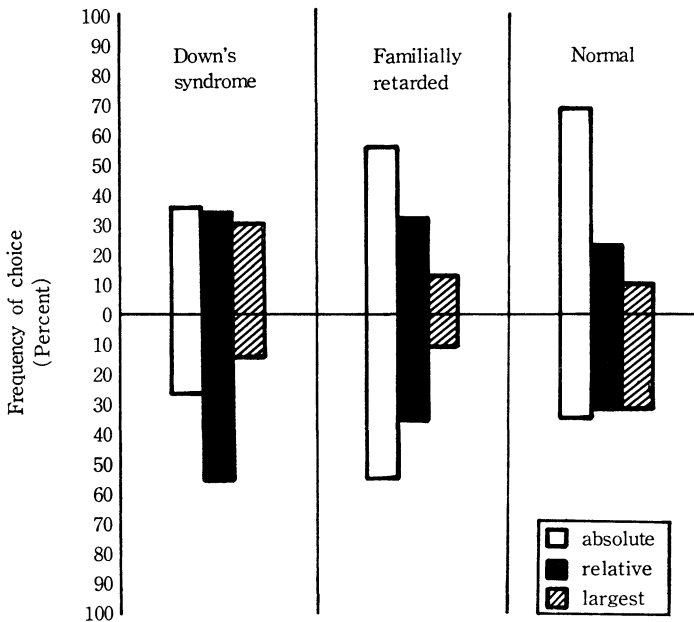 100
90
80
70
60
50
40
30
20
10
0
10
20
30
40
50
60
70
80
90
100
Frequency of choice
(Percent)
Down's
syndrome
Familially
retarded
Normal
absolute
relative
largest